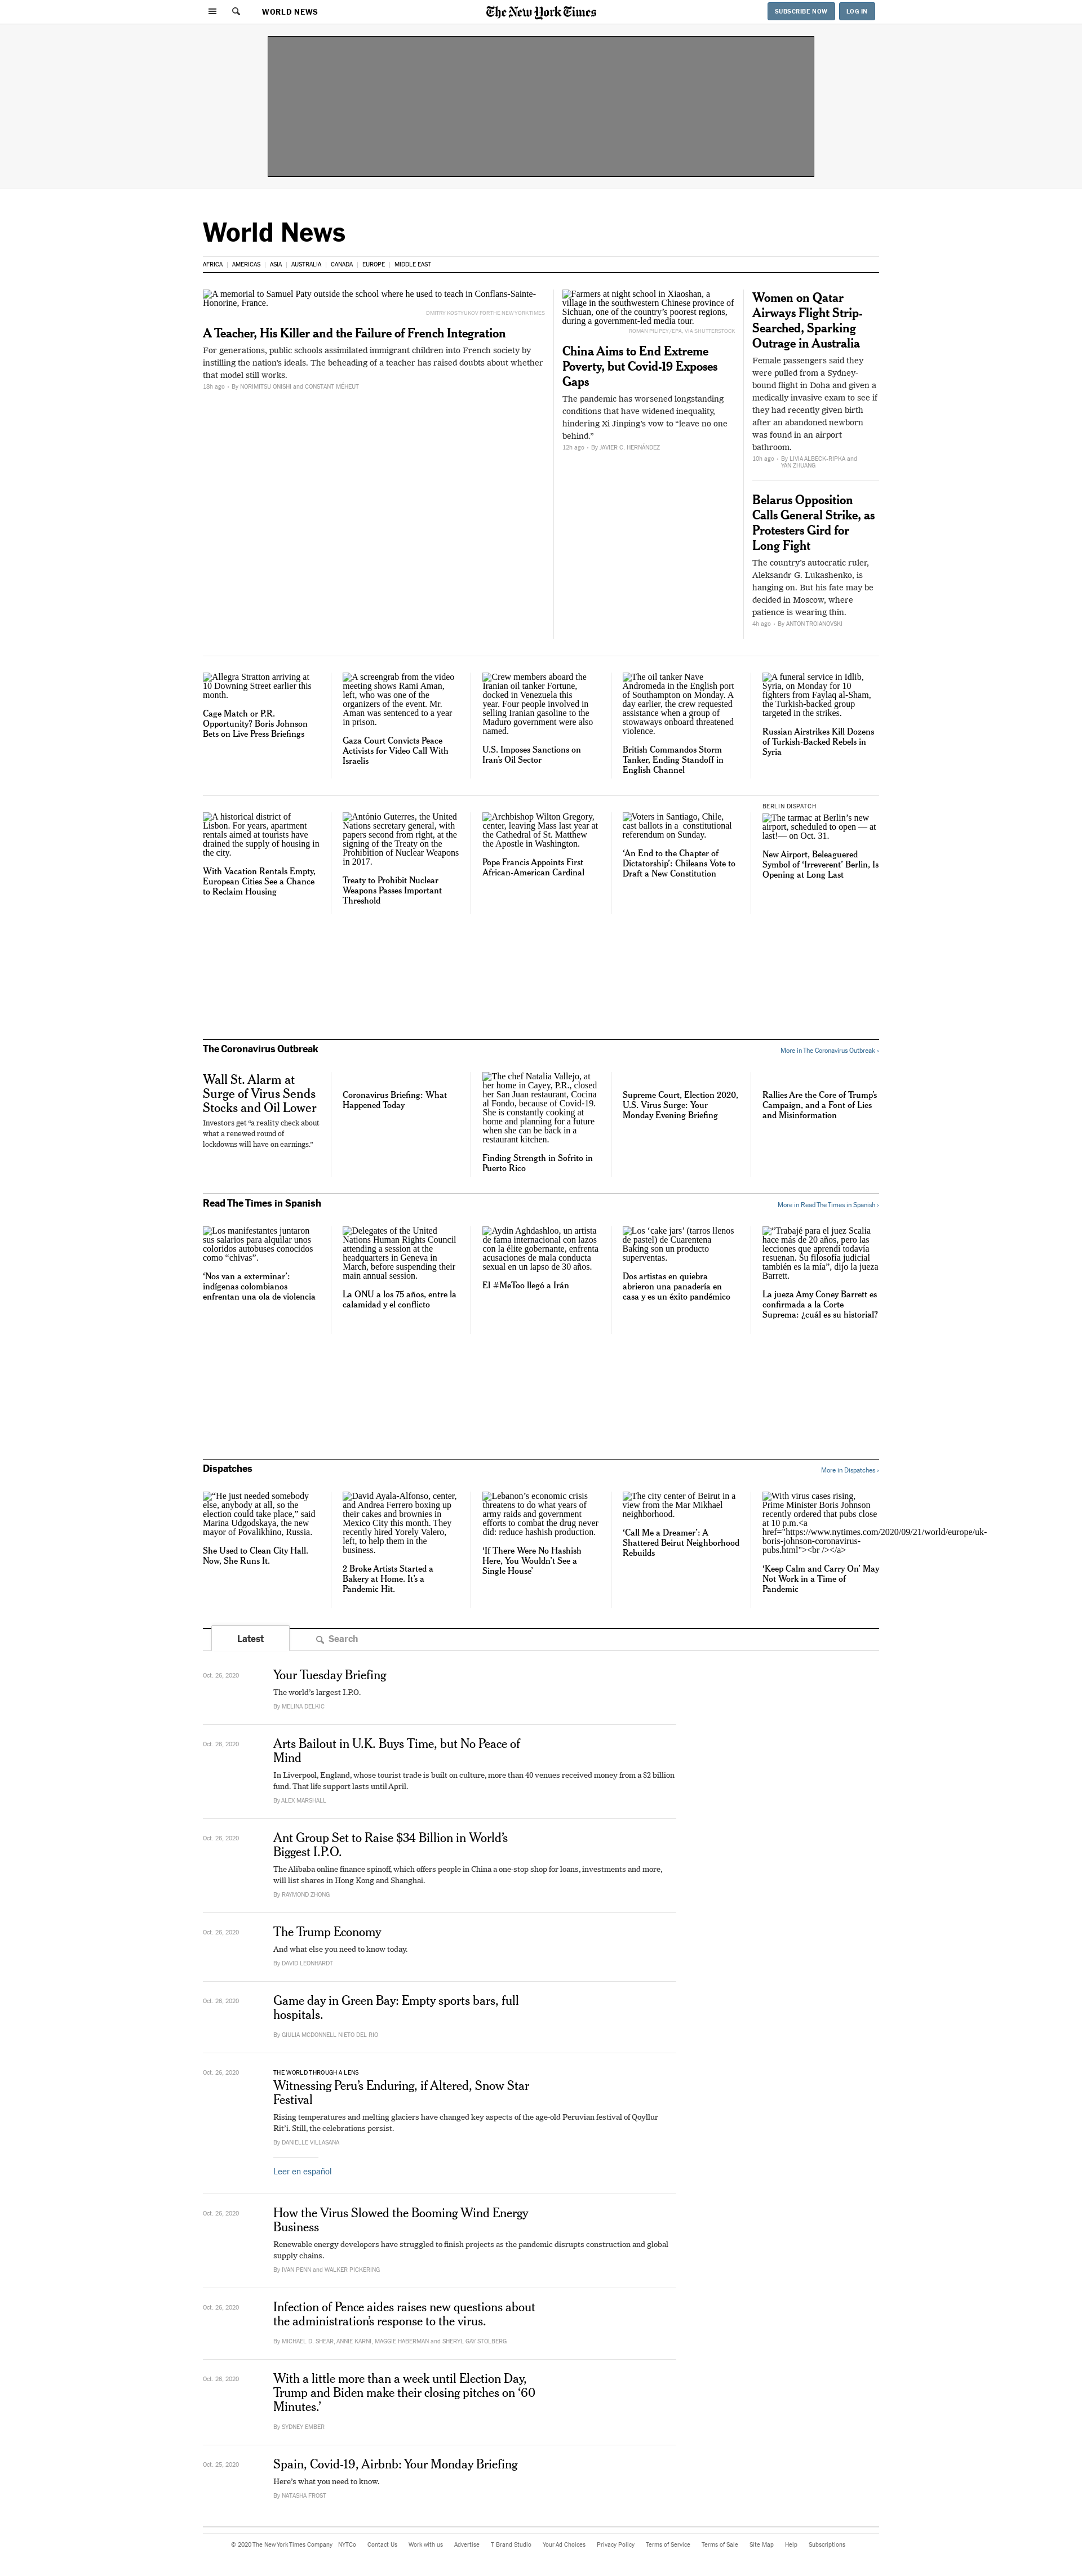 WORLD NEWS
The New York Times
SUBSCRIBE NOW
LOG IN
World News
AFRICA
AMERICAS
ASIA
AUSTRALIA
CANADA
EUROPE
MIDDLE EAST
A memorial to Samuel Paty outside the school where he used to teach in Conflans-Sainte-
Honorine, France.
DMITRY KOSTYUKOV FOR THE NEW YORK TIMES
A Teacher, His Killer and the Failure of French Integration
For generations, public schools assimilated immigrant children into French society by
instilling the nation's ideals. The beheading of a teacher has raised doubts about whether
that model still works.
18h ago - By NORIMITSU ONISHI and CONSTANT MÉHEUT
Farmers at night school in Xiaoshan, a
village in the southwestern Chinese province of
Sichuan, one of the country's poorest regions,
during a government-led media tour.
ROMAN PILIPEY/EPA, VIA SHUTTERSTOCK
China Aims to End Extreme
Poverty, but Covid-19 Exposes
Gaps
The pandemic has worsened longstanding
conditions that have widened inequality,
hindering Xi Jinping's vow to "leave no one
behind."
12h ago - By JAVIER C. HERNÁNDEZ
Women on Qatar
Airways Flight Strip-
Searched, Sparking
Outrage in Australia
Female passengers said they
were pulled from a Sydney-
bound flight in Doha and given a
medically invasive exam to see if
they had recently given birth
after an abandoned newborn
was found in an airport
bathroom.
10h ago - By LIVIA ALBECK-RIPKA and
YAN ZHUANG
Belarus Opposition
Calls General Strike, as
Protesters Gird for
Long Fight
The country's autocratic ruler,
Aleksandr G. Lukashenko, is
hanging on. But his fate may be
decided in Moscow, where
patience is wearing thin.
4h ago - By ANTON TROIANOVSKI
Allegra Stratton arriving at
10 Downing Street earlier this
month.
Cage Match or P.R.
Opportunity? Boris Johnson
Bets on Live Press Briefings
A screengrab from the video
meeting shows Rami Aman,
left, who was one of the
organizers of the event. Mr.
Aman was sentenced to a year
in prison.
Gaza Court Convicts Peace
Activists for Video Call With
Israelis
Crew members aboard the
Iranian oil tanker Fortune,
docked in Venezuela this
year. Four people involved in
selling Iranian gasoline to the
Maduro government were also
named.
U.S. Imposes Sanctions on
Iran's Oil Sector
The oil tanker Nave
Andromeda in the English port
of Southampton on Monday. A
day earlier, the crew requested
assistance when a group of
stowaways onboard threatened
violence.
British Commandos Storm
Tanker, Ending Standoff in
English Channel
A funeral service in Idlib,
Syria, on Monday for 10
fighters from Faylaq al-Sham,
the Turkish-backed group
targeted in the strikes.
Russian Airstrikes Kill Dozens
of Turkish-Backed Rebels in
Syria
A historical district of
Lisbon. For years, apartment
rentals aimed at tourists have
drained the supply of housing in
the city.
With Vacation Rentals Empty,
European Cities See a Chance
to Reclaim Housing
António Guterres, the United
Nations secretary general, with
papers second from right, at the
signing of the Treaty on the
Prohibition of Nuclear Weapons
in 2017.
Treaty to Prohibit Nuclear
Weapons Passes Important
Threshold
Archbishop Wilton Gregory,
center, leaving Mass last year at
the Cathedral of St. Matthew
the Apostle in Washington.
Pope Francis Appoints First
African-American Cardinal
Voters in Santiago, Chile,
cast ballots in a constitutional
referendum on Sunday.
'An End to the Chapter of
Dictatorship': Chileans Vote to
Draft a New Constitution
BERLIN DISPATCH
The tarmac at Berlin's new
airport, scheduled to open — at
last!— on Oct. 31.
New Airport, Beleaguered
Symbol of 'Irreverent' Berlin, Is
Opening at Long Last
The Coronavirus Outbreak
More in The Coronavirus Outbreak ›
Wall St. Alarm at
Surge of Virus Sends
Stocks and Oil Lower
Investors get "a reality check about
what a renewed round of
lockdowns will have on earnings."
Coronavirus Briefing: What
Happened Today
The chef Natalia Vallejo, at
her home in Cayey, P.R., closed
her San Juan restaurant, Cocina
al Fondo, because of Covid-19.
She is constantly cooking at
home and planning for a future
when she can be back in a
restaurant kitchen.
Finding Strength in Sofrito in
Puerto Rico
Supreme Court, Election 2020,
U.S. Virus Surge: Your
Monday Evening Briefing
Rallies Are the Core of Trump's
Campaign, and a Font of Lies
and Misinformation
Read The Times in Spanish
More in Read The Times in Spanish ›
Los manifestantes juntaron
sus salarios para alquilar unos
coloridos autobuses conocidos
como "chivas".
'Nos van a exterminar':
indígenas colombianos
enfrentan una ola de violencia
Delegates of the United
Nations Human Rights Council
attending a session at the
headquarters in Geneva in
March, before suspending their
main annual session.
La ONU a los 75 años, entre la
calamidad y el conflicto
Aydin Aghdashloo, un artista
de fama internacional con lazos
con la élite gobernante, enfrenta
acusaciones de mala conducta
sexual en un lapso de 30 años.
El #MeToo llegó a Irán
Los 'cake jars' (tarros llenos
de pastel) de Cuarentena
Baking son un producto
superventas.
Dos artistas en quiebra
abrieron una panadería en
casa y es un éxito pandémico
"Trabajé para el juez Scalia
hace más de 20 años, pero las
lecciones que aprendí todavía
resuenan. Su filosofía judicial
también es la mía", dijo la jueza
Barrett.
La jueza Amy Coney Barrett es
confirmada a la Corte
Suprema: ¿cuál es su historial?
Dispatches
More in Dispatches ›
"He just needed somebody
else, anybody at all, so the
election could take place," said
Marina Udgodskaya, the new
mayor of Povalikhino, Russia.
She Used to Clean City Hall.
Now, She Runs It.
David Ayala-Alfonso, center,
and Andrea Ferrero boxing up
their cakes and brownies in
Mexico City this month. They
recently hired Yorely Valero,
left, to help them in the
business.
2 Broke Artists Started a
Bakery at Home. It's a
Pandemic Hit.
Lebanon's economic crisis
threatens to do what years of
army raids and government
efforts to combat the drug never
did: reduce hashish production.
'If There Were No Hashish
Here, You Wouldn't See a
Single House'
The city center of Beirut in a
view from the Mar Mikhael
neighborhood.
'Call Me a Dreamer': A
Shattered Beirut Neighborhood
Rebuilds
With virus cases rising,
Prime Minister Boris Johnson
recently ordered that pubs close
at 10 p.m.<a
href="https://www.nytimes.com/2020/09/21/world/europe/uk-
boris-johnson-coronavirus-
pubs.html"><br /></a>
'Keep Calm and Carry On' May
Not Work in a Time of
Pandemic
Latest
Search
Oct. 26, 2020
Your Tuesday Briefing
The world's largest I.P.O.
By MELINA DELKIC
Oct. 26, 2020
Arts Bailout in U.K. Buys Time, but No Peace of
Mind
In Liverpool, England, whose tourist trade is built on culture, more than 40 venues received money from a $2 billion
fund. That life support lasts until April.
By ALEX MARSHALL
Oct. 26, 2020
Ant Group Set to Raise $34 Billion in World's
Biggest I.P.O.
The Alibaba online finance spinoff, which offers people in China a one-stop shop for loans, investments and more,
will list shares in Hong Kong and Shanghai.
By RAYMOND ZHONG
Oct. 26, 2020
The Trump Economy
And what else you need to know today.
By DAVID LEONHARDT
Oct. 26, 2020
Game day in Green Bay: Empty sports bars, full
hospitals.
By GIULIA MCDONNELL NIETO DEL RIO
Oct. 26, 2020
THE WORLD THROUGH A LENS
Witnessing Peru's Enduring, if Altered, Snow Star
Festival
Rising temperatures and melting glaciers have changed key aspects of the age-old Peruvian festival of Qoyllur
Rit'i. Still, the celebrations persist.
By DANIELLE VILLASANA
Leer en español
Oct. 26, 2020
How the Virus Slowed the Booming Wind Energy
Business
Renewable energy developers have struggled to finish projects as the pandemic disrupts construction and global
supply chains.
By IVAN PENN and WALKER PICKERING
Oct. 26, 2020
Infection of Pence aides raises new questions about
the administration's response to the virus.
By MICHAEL D. SHEAR, ANNIE KARNI, MAGGIE HABERMAN and SHERYL GAY STOLBERG
Oct. 26, 2020
With a little more than a week until Election Day,
Trump and Biden make their closing pitches on '60
Minutes.'
By SYDNEY EMBER
Oct. 25, 2020
Spain, Covid-19, Airbnb: Your Monday Briefing
Here's what you need to know.
By NATASHA FROST
© 2020 The New York Times Company
NYTCo
Contact Us
Work with us
Advertise
T Brand Studio
Your Ad Choices
Privacy Policy
Terms of Service
Terms of Sale
Site Map
Help
Subscriptions